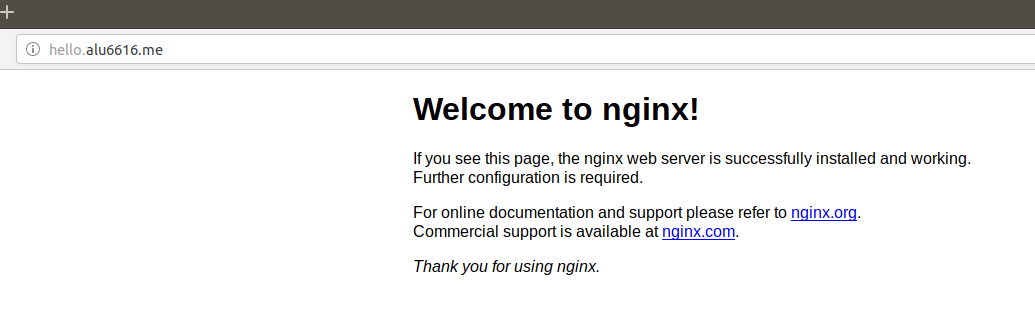 hello.alu6616.me
Welcome to nginx!
If you see this page, the nginx web server is successfully installed and working.
Further configuration is required.
For online documentation and support please refer to nginx.org.
Commercial support is available at nginx.com.
Thank you for using nginx.